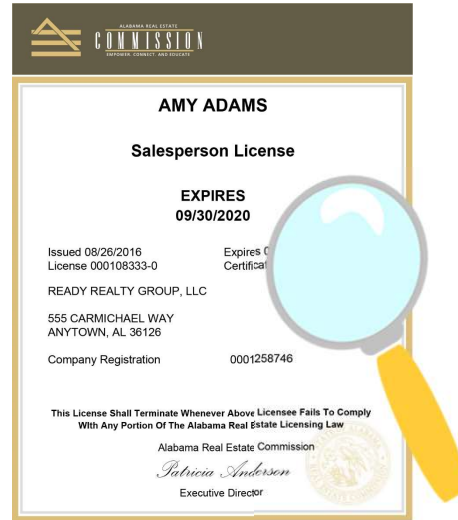 ALABAMA REAL ESTATE
COMMISSION
EMPOWER. CONNECT. AND EDUCATE
AMY ADAMS
Salesperson License
EXPIRES
09/30/2020
Issued 08/26/2016 Expires
License 000108333-0
READY REALTY GROUP, LLC
555 CARMICHAEL WAY
ANYTOWN, AL 36126
Company Registration 0001258746
This License Shall Terminate Whenever Above Licensee Fails To Comply
WIth Any Portion Of The Alabama Real Estate Licensing Law
Alabama Real Estate Commission
Patricia Anderson
Executive Director